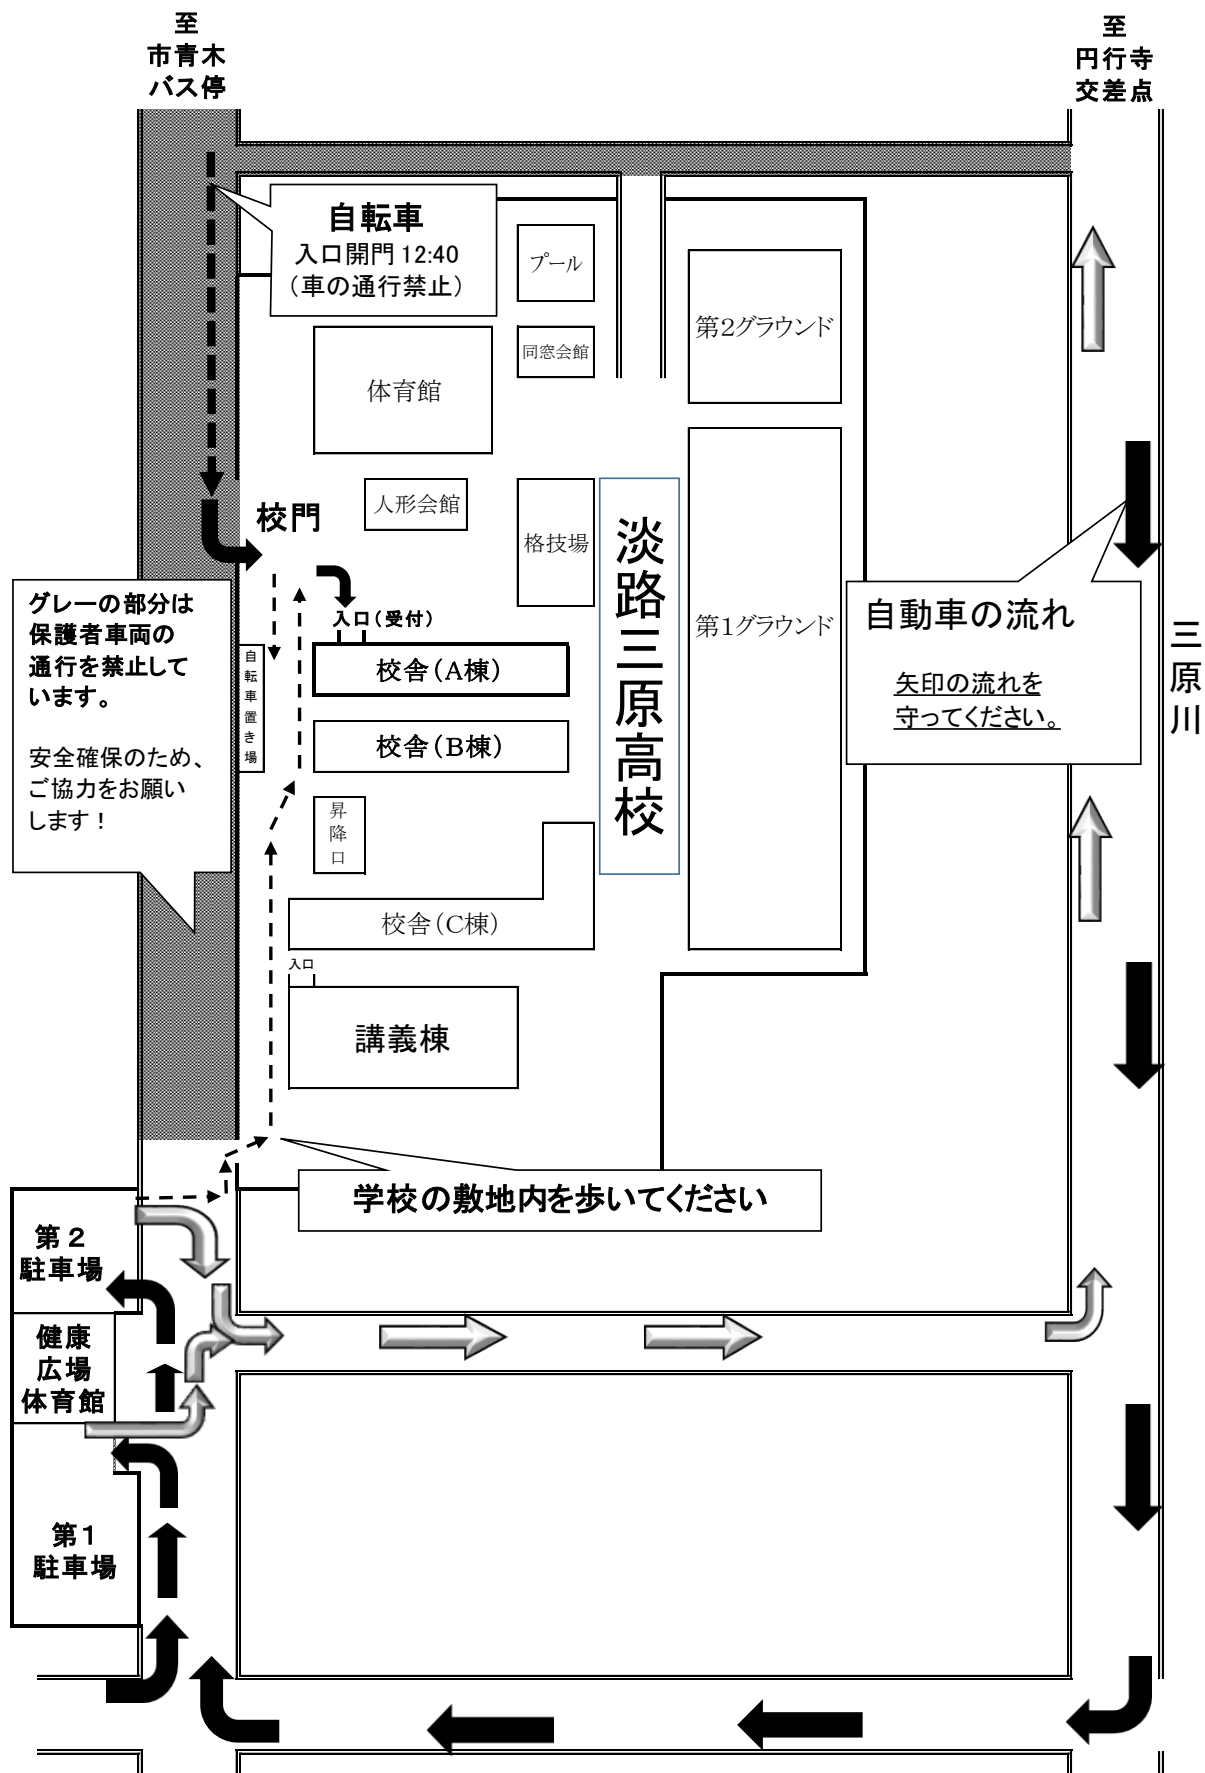 至
市青木
バス停
至
円行寺
交差点
自転車
入口開門 12:40
（車の通行禁止）
プール
第2グラウンド
同窓会館
体育館
人形会館
校門
格技場
淡路三原高校
グレーの部分は
保護者車両の
通行を禁止して
います。
安全確保のため、
ご協力をお願い
します！
入口（受付）
第1グラウンド
自動車の流れ
矢印の流れを
守ってください。
三原川
自転車置き場
校舎（A棟）
校舎（B棟）
昇降口
校舎（C棟）
入口
講義棟
学校の敷地内を歩いてください
第２
駐車場
健康
広場
体育館
第１
駐車場